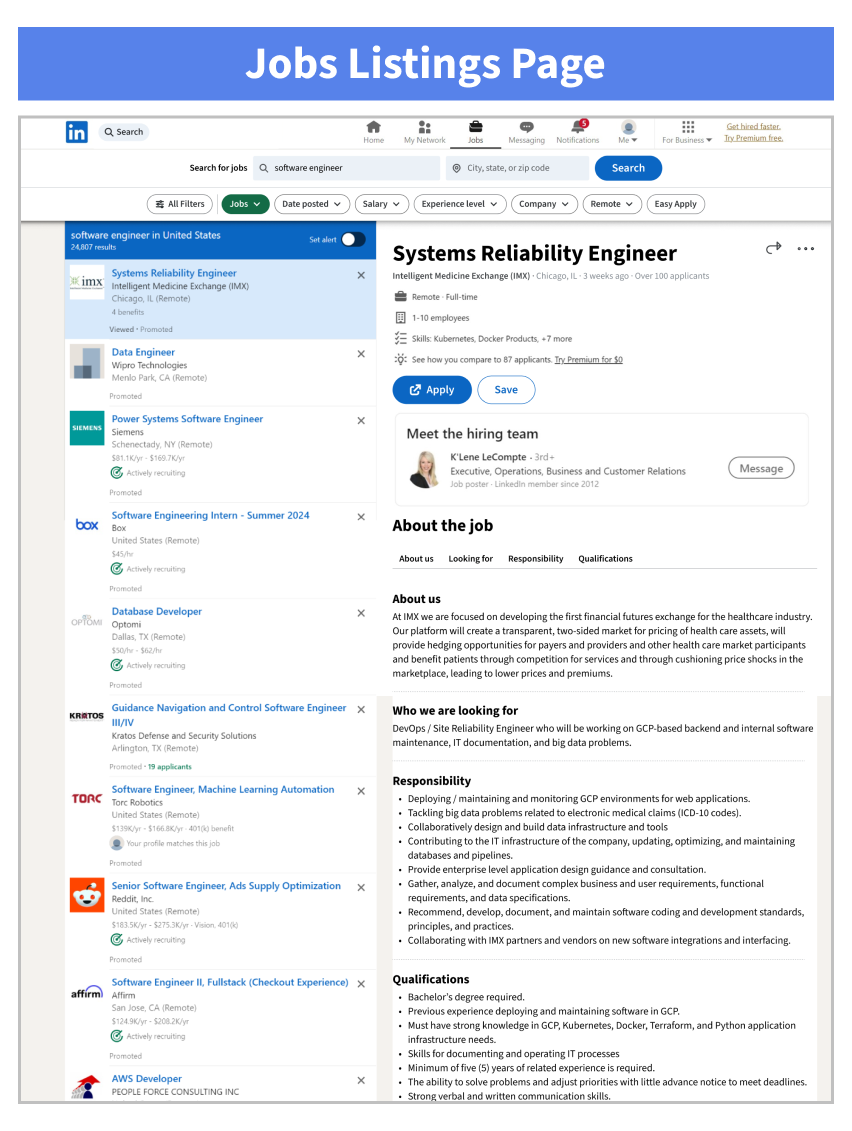 Jobs Listings Page
in
Search
Home
My Network
Jobs
Messaging
5
Notifications
Me
For Business
Get hired faster.
Try Premium free.
Search for jobs
software engineer
City, state, or zip code
Search
All Filters
Jobs
Date posted
Salary
Experience level
Company
Remote
Easy Apply
software engineer in United States
24,807 results
Set alert
imx
Systems Reliability Engineer
Intelligent Medicine Exchange (IMX)
Chicago, IL (Remote)
4 benefits
Viewed · Promoted
Data Engineer
Wipro Technologies
Menlo Park, CA (Remote)
Promoted
SIEMENS
Power Systems Software Engineer
Siemens
Schenectady, NY (Remote)
$81.1K/yr - $169.7K/yr
Actively recruiting
Promoted
box
Software Engineering Intern - Summer 2024
Box
United States (Remote)
$45/hr
Actively recruiting
Promoted
OPTOMI
Database Developer
Optomi
Dallas, TX (Remote)
$50/hr - $62/hr
Actively recruiting
Promoted
KRATOS
Guidance Navigation and Control Software Engineer
III/IV
Kratos Defense and Security Solutions
Arlington, TX (Remote)
Promoted · 19 applicants
TORC
Software Engineer, Machine Learning Automation
Torc Robotics
United States (Remote)
$139K/yr - $166.8K/yr · 401(k) benefit
Your profile matches this job
Promoted
Senior Software Engineer, Ads Supply Optimization
Reddit, Inc.
United States (Remote)
$183.5K/yr - $275.3K/yr · Vision. 401(k)
Actively recruiting
Promoted
affirm
Software Engineer II, Fullstack (Checkout Experience)
Affirm
San Jose, CA (Remote)
$124.9K/yr - $208.2K/yr
Actively recruiting
Promoted
AWS Developer
PEOPLE FORCE CONSULTING INC
Systems Reliability Engineer
Intelligent Medicine Exchange (IMX) · Chicago, IL · 3 weeks ago · Over 100 applicants
Remote · Full-time
1-10 employees
Skills: Kubernetes, Docker Products, +7 more
See how you compare to 87 applicants. Try Premium for $0
Apply
Save
Meet the hiring team
K'Lene LeCompte · 3rd+
Executive, Operations, Business and Customer Relations
Job poster · LinkedIn member since 2012
Message
About the job
About us
Looking for
Responsibility
Qualifications
About us
At IMX we are focused on developing the first financial futures exchange for the healthcare industry.
Our platform will create a transparent, two-sided market for pricing of health care assets, will
provide hedging opportunities for payers and providers and other health care market participants
and benefit patients through competition for services and through cushioning price shocks in the
marketplace, leading to lower prices and premiums.
Who we are looking for
DevOps / Site Reliability Engineer who will be working on GCP-based backend and internal software
maintenance, IT documentation, and big data problems.
Responsibility
• Deploying / maintaining and monitoring GCP environments for web applications.
• Tackling big data problems related to electronic medical claims (ICD-10 codes).
• Collaboratively design and build data infrastructure and tools
• Contributing to the IT infrastructure of the company, updating, optimizing, and maintaining
databases and pipelines.
• Provide enterprise level application design guidance and consultation.
• Gather, analyze, and document complex business and user requirements, functional
requirements, and data specifications.
• Recommend, develop, document, and maintain software coding and development standards,
principles, and practices.
• Collaborating with IMX partners and vendors on new software integrations and interfacing.
Qualifications
• Bachelor's degree required.
• Previous experience deploying and maintaining software in GCP.
• Must have strong knowledge in GCP, Kubernetes, Docker, Terraform, and Python application
infrastructure needs.
• Skills for documenting and operating IT processes
• Minimum of five (5) years of related experience is required.
• The ability to solve problems and adjust priorities with little advance notice to meet deadlines.
• Strong verbal and written communication skills.